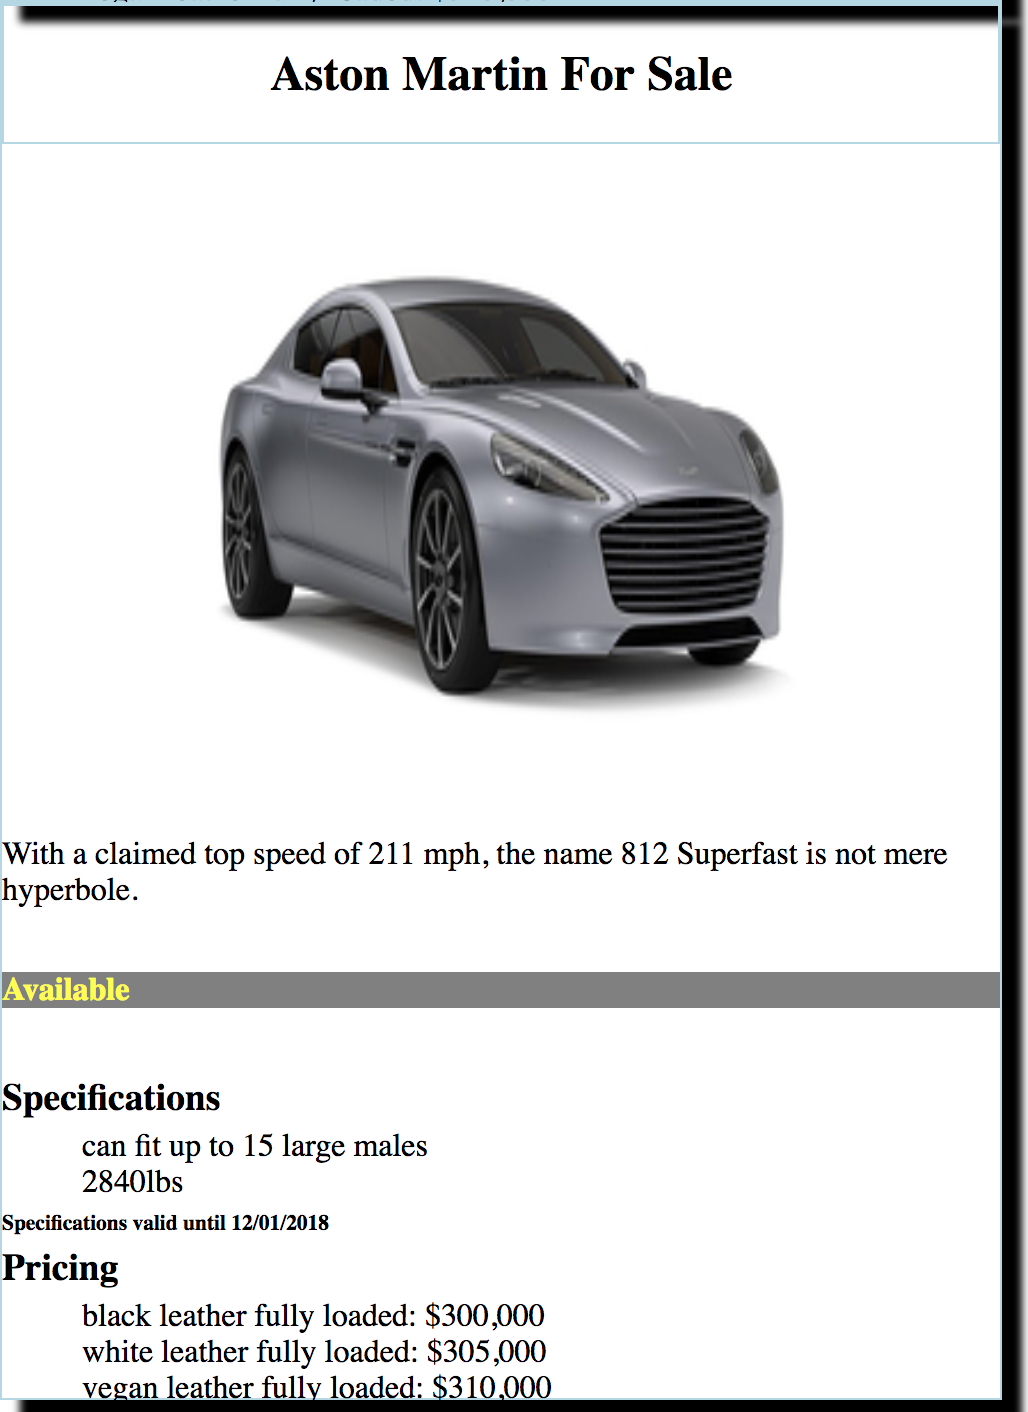 Aston Martin For Sale
With a claimed top speed of 211 mph, the name 812 Superfast is not mere
hyperbole.
Available
Specifications
can fit up to 15 large males
2840lbs
Specifications valid until 12/01/2018
Pricing
black leather fully loaded: $300,000
white leather fully loaded: $305,000
vegan leather fully loaded: $310,000